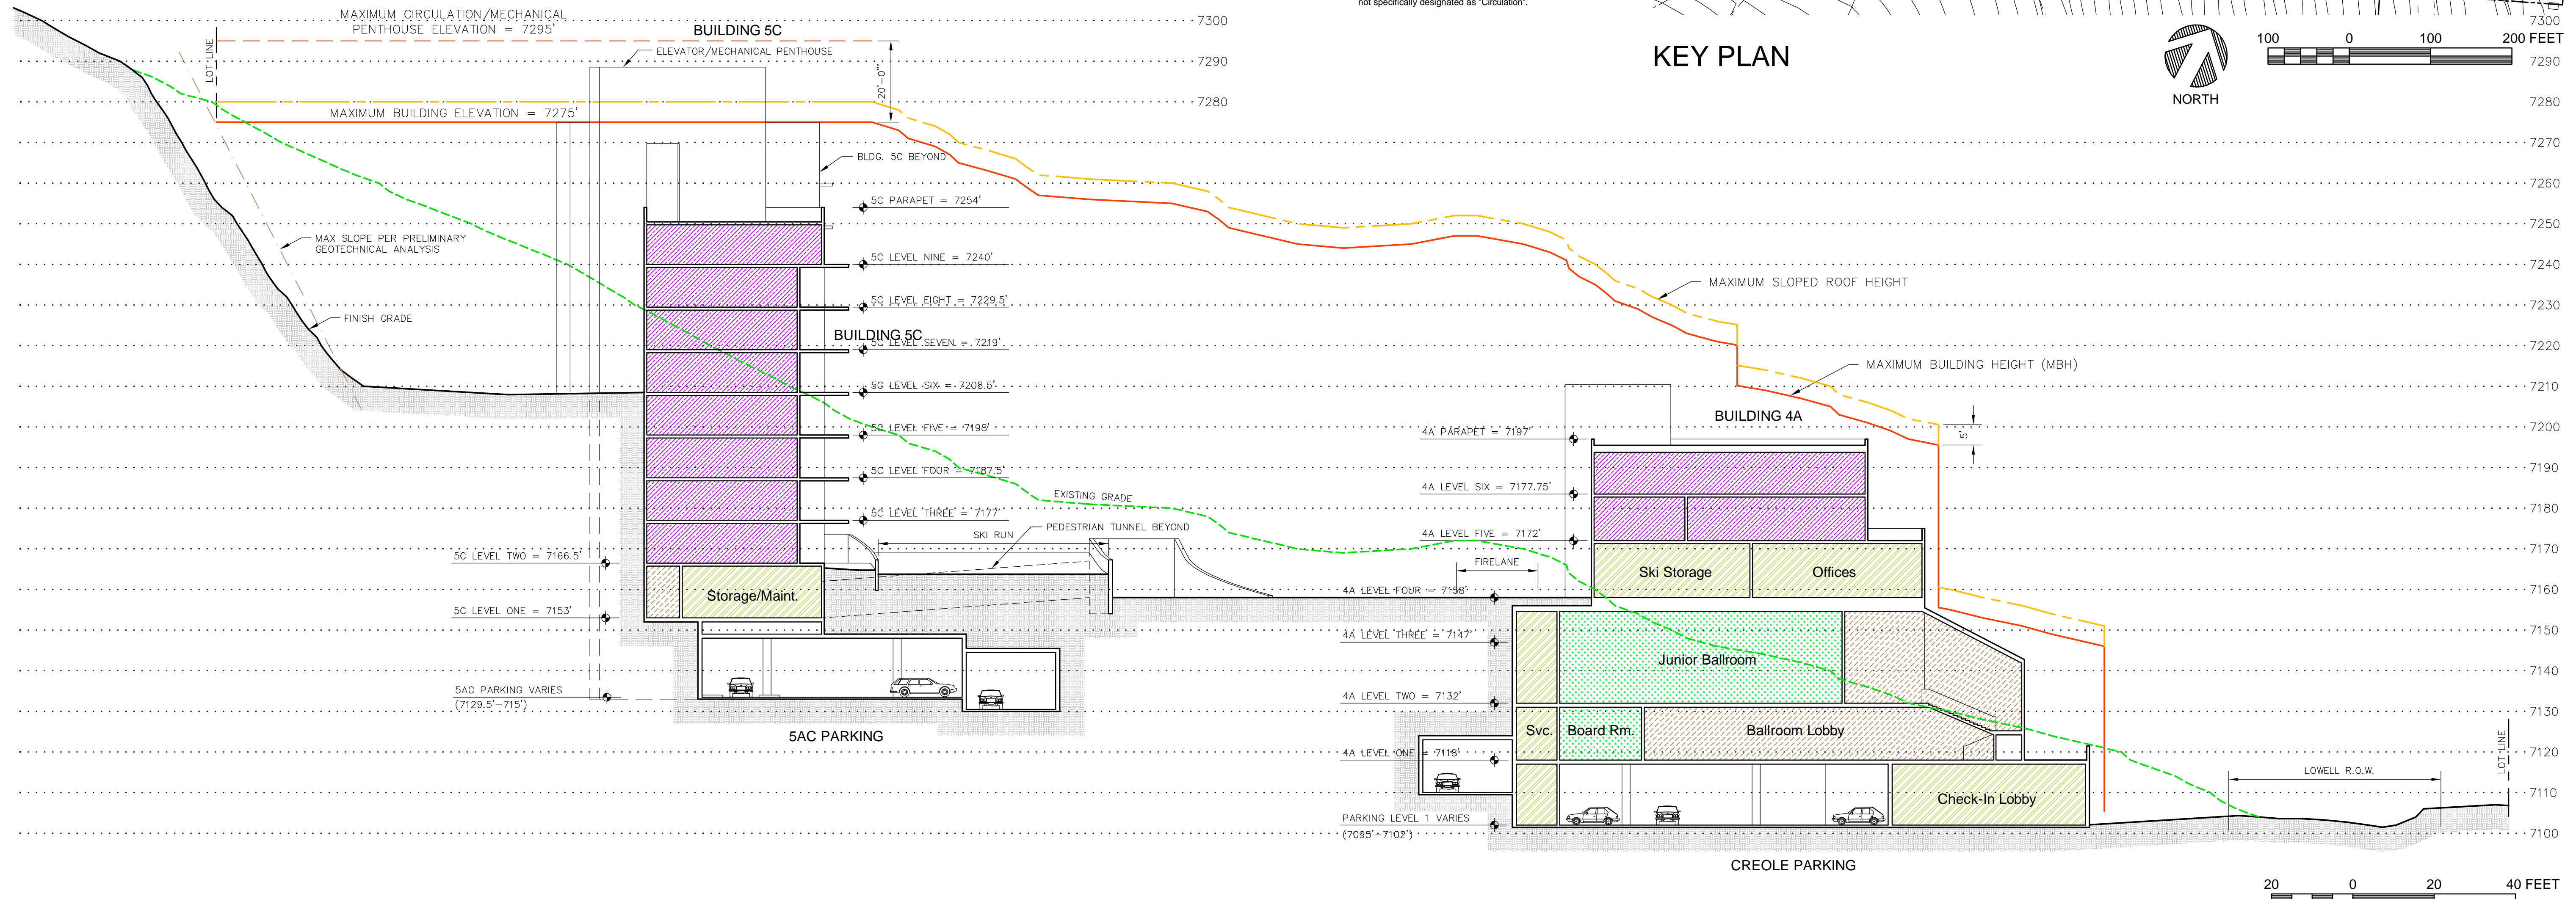 not specifically designated as "Circulation".
MAXIMUM CIRCULATION/MECHANICAL
PENTHOUSE ELEVATION = 7295'
BUILDING 5C
7300
7300
ELEVATOR/MECHANICAL PENTHOUSE
LOT LINE
20'-0"
7290
7280
KEY PLAN
NORTH
100 0 100 200 FEET
7290
7280
7270
7260
7250
7240
7230
7220
7210
7200
7190
7180
7170
7160
7150
7140
7130
7120
7110
7100
MAXIMUM BUILDING ELEVATION = 7275'
BLDG. 5C BEYOND
5C PARAPET = 7254'
MAX SLOPE PER PRELIMINARY
GEOTECHNICAL ANALYSIS
FINISH GRADE
5C LEVEL NINE = 7240'
5C LEVEL EIGHT = 7229.5'
BUILDING 5C
5C LEVEL SEVEN = 7219'
5C LEVEL SIX = 7208.5'
5C LEVEL FIVE = 7198'
5C LEVEL FOUR = 7187.5'
5C LEVEL THREE = 7177'
5C LEVEL TWO = 7166.5'
5C LEVEL ONE = 7153'
5AC PARKING VARIES
(7129.5'-715')
Storage/Maint.
5AC PARKING
EXISTING GRADE
PEDESTRIAN TUNNEL BEYOND
SKI RUN
MAXIMUM SLOPED ROOF HEIGHT
MAXIMUM BUILDING HEIGHT (MBH)
BUILDING 4A
5'
4A PARAPET = 7197'
4A LEVEL SIX = 7177.75'
4A LEVEL FIVE = 7172'
FIRELANE
4A LEVEL FOUR = 7158'
4A LEVEL THREE = 7147'
4A LEVEL TWO = 7132'
4A LEVEL ONE = 7118'
PARKING LEVEL 1 VARIES
(7095'-7102')
Ski Storage
Offices
Junior Ballroom
Svc.
Board Rm.
Ballroom Lobby
Check-In Lobby
CREOLE PARKING
LOWELL R.O.W.
LOT LINE
20 0 20 40 FEET